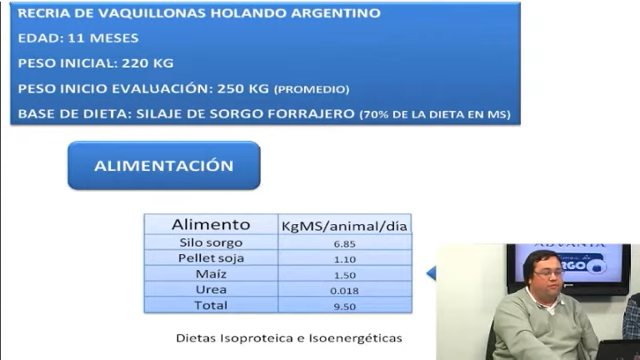 RECRIA DE VAQUILLONAS HOLANDO ARGENTINO
EDAD: 11 MESES
PESO INICIAL: 220 KG
PESO INICIO EVALUACIÓN: 250 KG (PROMEDIO)
BASE DE DIETA: SILAJE DE SORGO FORRAJERO (70% DE LA DIETA EN MS)
ALIMENTACIÓN
Alimento KgMS/animal/día
Silo sorgo 6.85
Pellet soja 1.10
Maíz 1.50
Urea 0.018
Total 9.50
Dietas Isoproteica e Isoenergéticas
ADVANTA